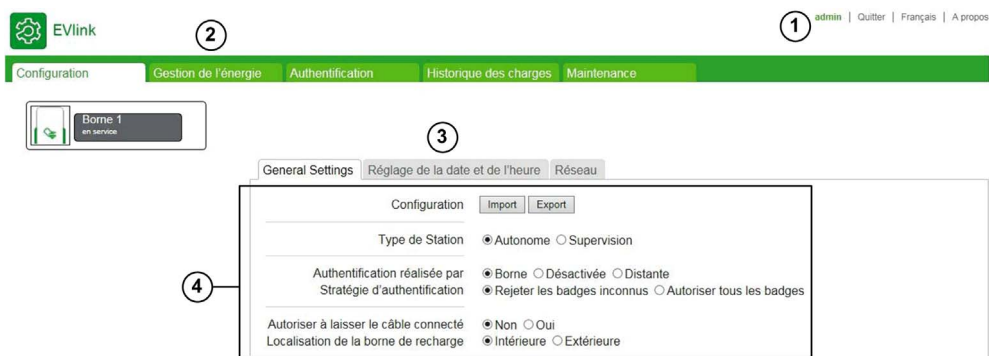 admin | Quitter | Français | A propos
1
EVlink
2
Configuration Gestion de l'énergie Authentification Historique des charges Maintenance
Borne 1
en service
3
General Settings Réglage de la date et de l'heure Réseau
Configuration Import Export
Type de Station Autonome Supervision
Authentification réalisée par Borne Désactivée Distante
4
Stratégie d'authentification Rejeter les badges inconnus Autoriser tous les badges
Autoriser à laisser le câble connecté Non Oui
Localisation de la borne de recharge Intérieure Extérieure